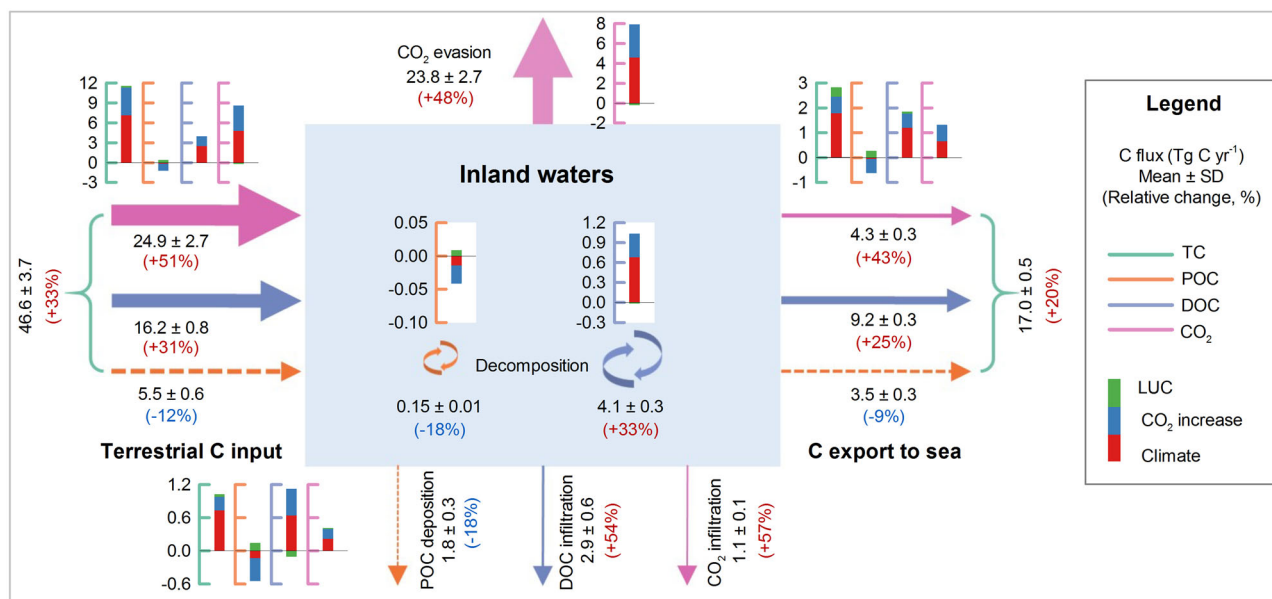 CO₂ evasion
23.8 ± 2.7
(+48%)
8
6
4
2
0
-2
12
9
6
3
0
-3
3
2
1
0
-1
46.6 ± 3.7
(+33%)
24.9 ± 2.7
(+51%)
16.2 ± 0.8
(+31%)
5.5 ± 0.6
(-12%)
Terrestrial C input
Inland waters
0.05
0.00
-0.05
-0.10
1.2
0.9
0.6
0.3
0.0
-0.3
Decomposition
0.15 ± 0.01
(-18%)
4.1 ± 0.3
(+33%)
4.3 ± 0.3
(+43%)
9.2 ± 0.3
(+25%)
3.5 ± 0.3
(-9%)
C export to sea
17.0 ± 0.5
(+20%)
1.2
0.6
0.0
-0.6
POC deposition
1.8 ± 0.3
(-18%)
DOC infiltration
2.9 ± 0.6
(+54%)
CO₂ infiltration
1.1 ± 0.1
(+57%)
Legend
C flux (Tg C yr⁻¹)
Mean ± SD
(Relative change, %)
TC
POC
DOC
CO₂
LUC
CO₂ increase
Climate